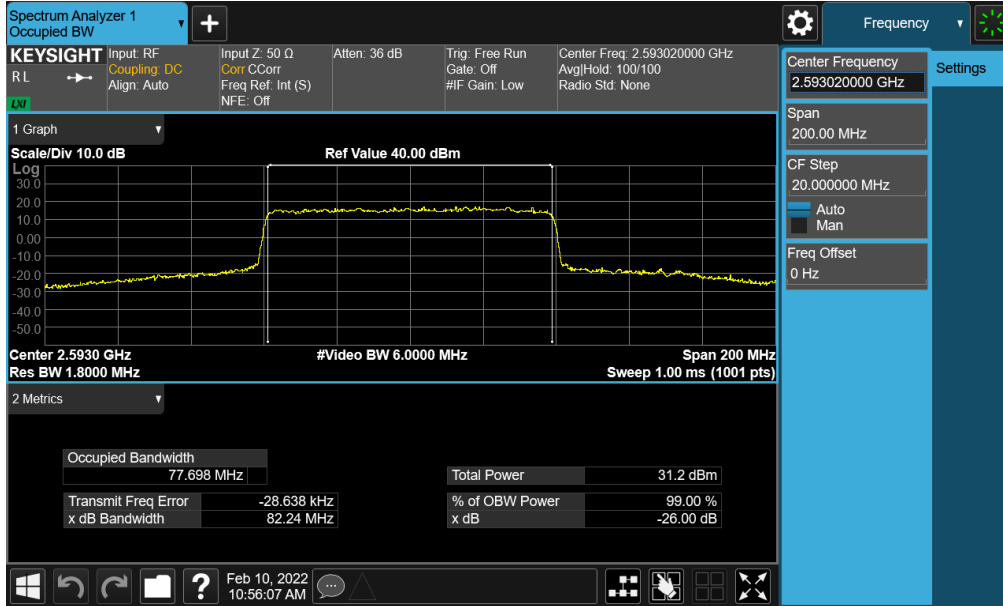 Spectrum Analyzer 1
Occupied BW
Frequency
KEYSIGHT
R L
LXI
Input: RF
Coupling: DC
Align: Auto
Input Z: 50 Ω
Corr CCorr
Freq Ref: Int (S)
NFE: Off
Atten: 36 dB
Trig: Free Run
Gate: Off
#IF Gain: Low
Center Freq: 2.593020000 GHz
Avg|Hold: 100/100
Radio Std: None
Center Frequency
2.593020000 GHz
Settings
Span
200.00 MHz
CF Step
20.000000 MHz
Auto
Man
Freq Offset
0 Hz
1 Graph
Scale/Div 10.0 dB
Ref Value 40.00 dBm
Log
30.0
20.0
10.0
0.00
-10.0
-20.0
-30.0
-40.0
-50.0
Center 2.5930 GHz
#Video BW 6.0000 MHz
Span 200 MHz
Res BW 1.8000 MHz
Sweep 1.00 ms (1001 pts)
2 Metrics
Occupied Bandwidth
77.698 MHz
Total Power 31.2 dBm
Transmit Freq Error -28.638 kHz
% of OBW Power 99.00 %
x dB Bandwidth 82.24 MHz
x dB -26.00 dB
?
Feb 10, 2022
10:56:07 AM